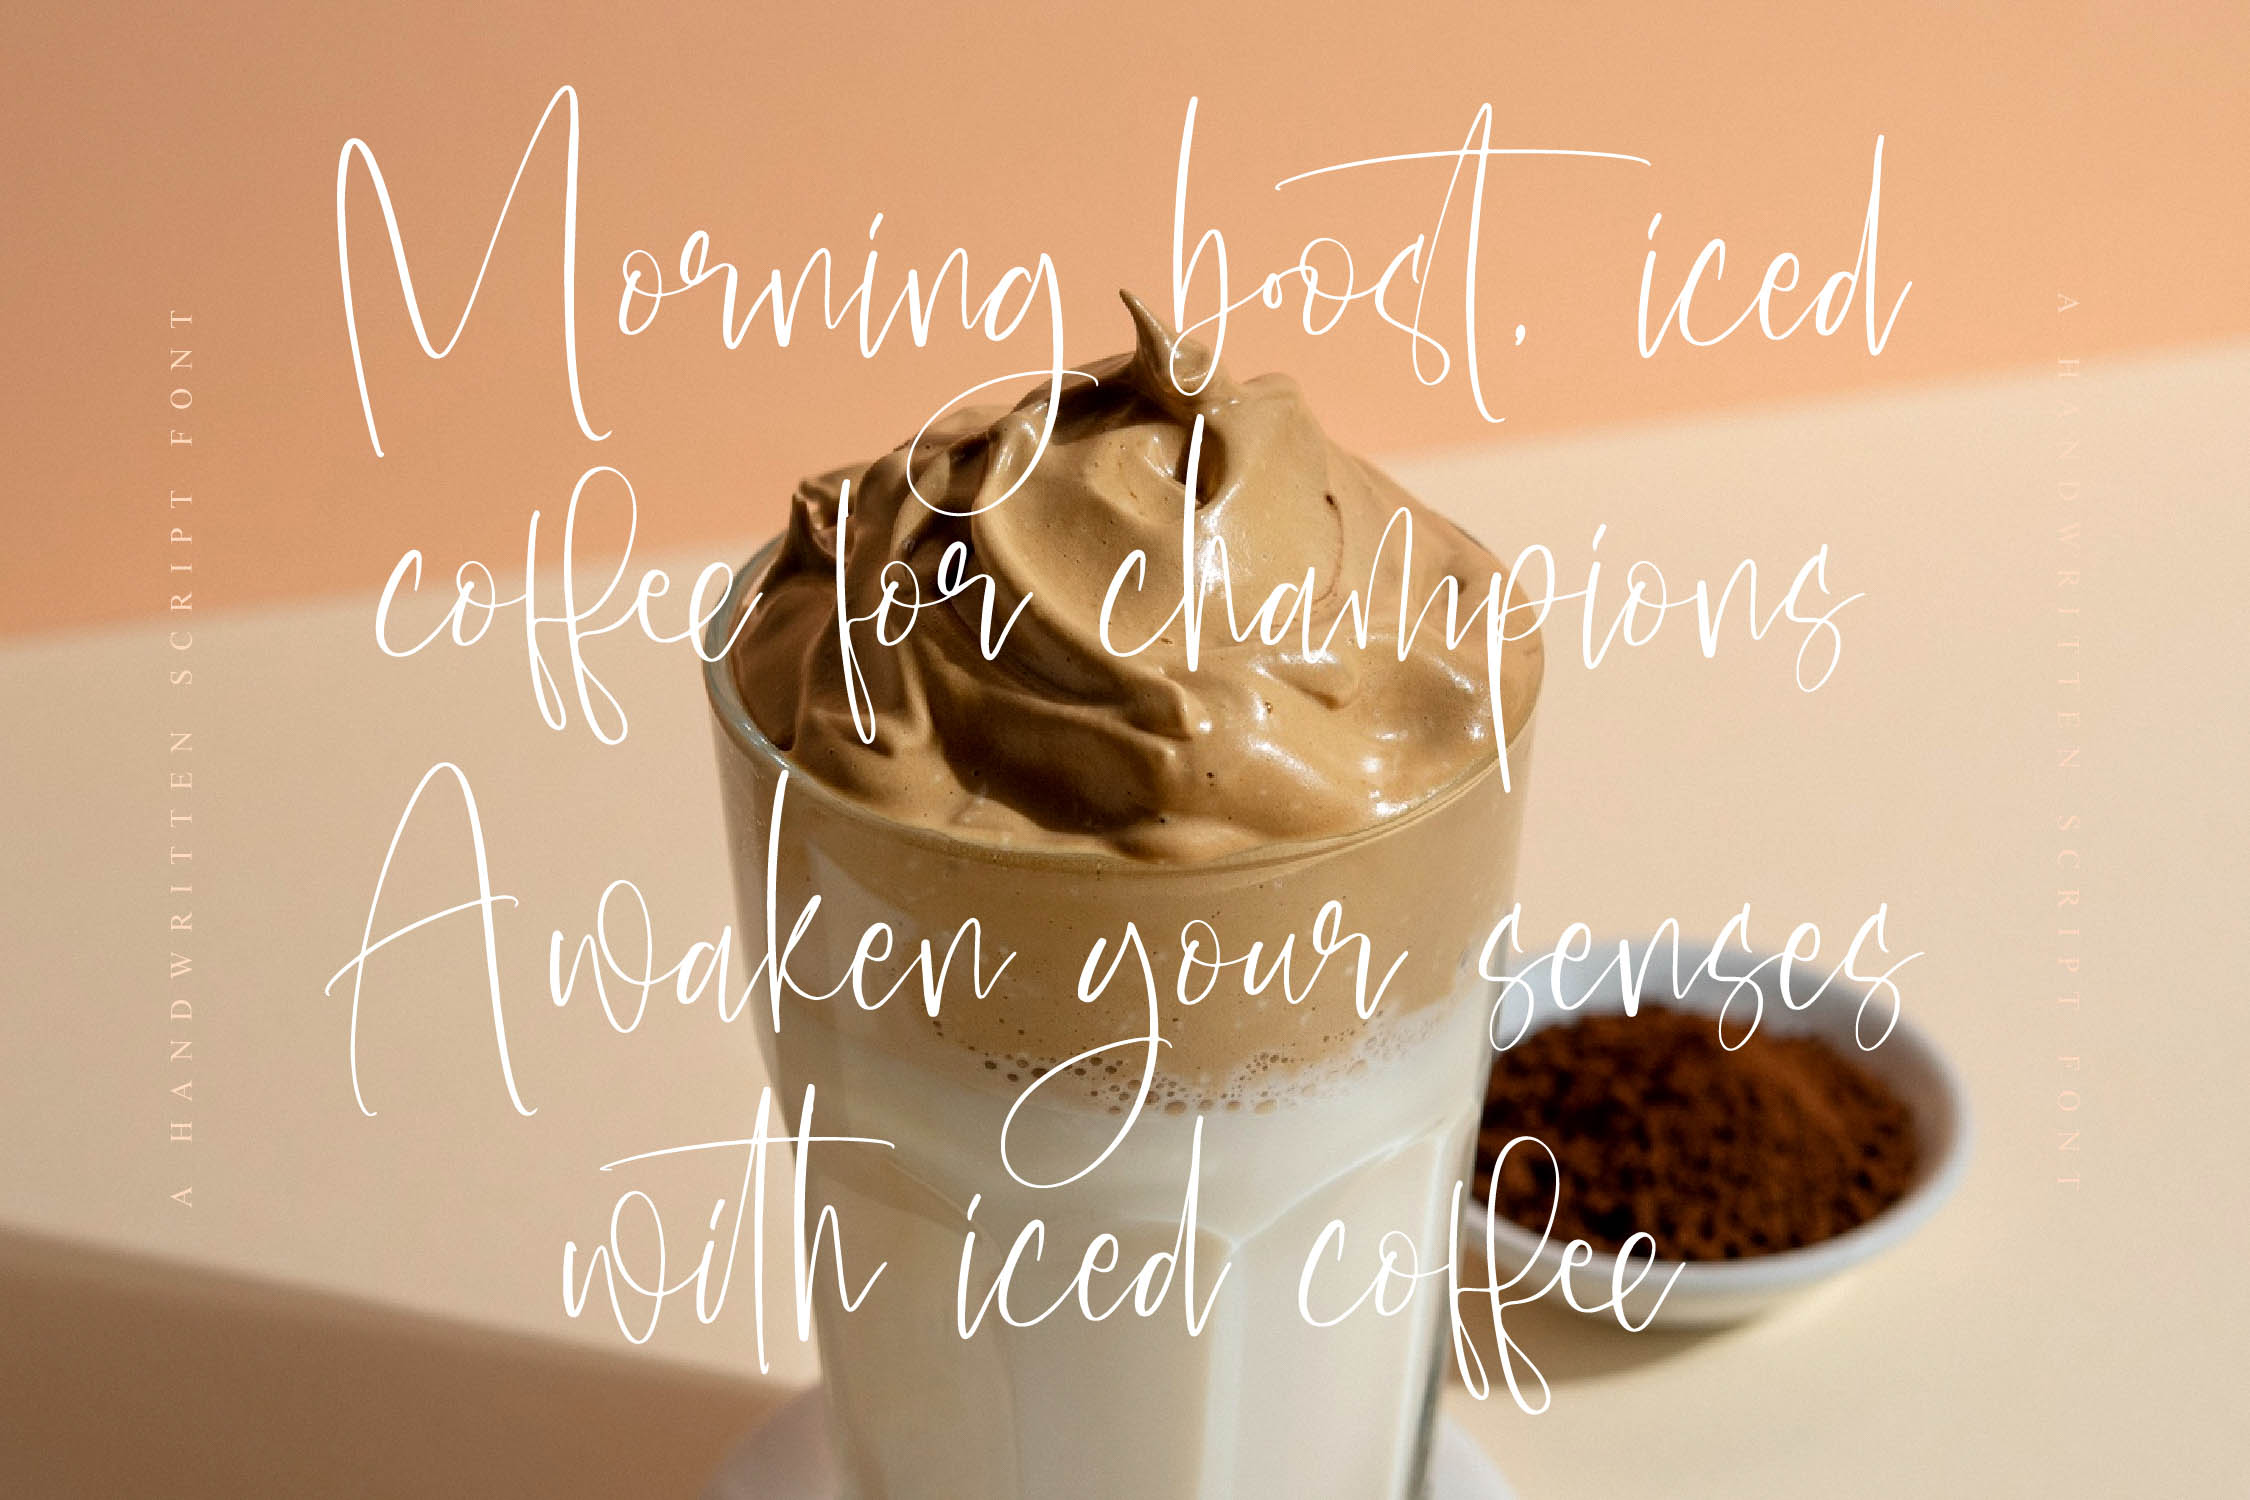 Morning boost, iced
coffee for champions
Awaken your senses
with iced coffee
A HANDWRITTEN SCRIPT FONT
A HANDWRITTEN SCRIPT FONT